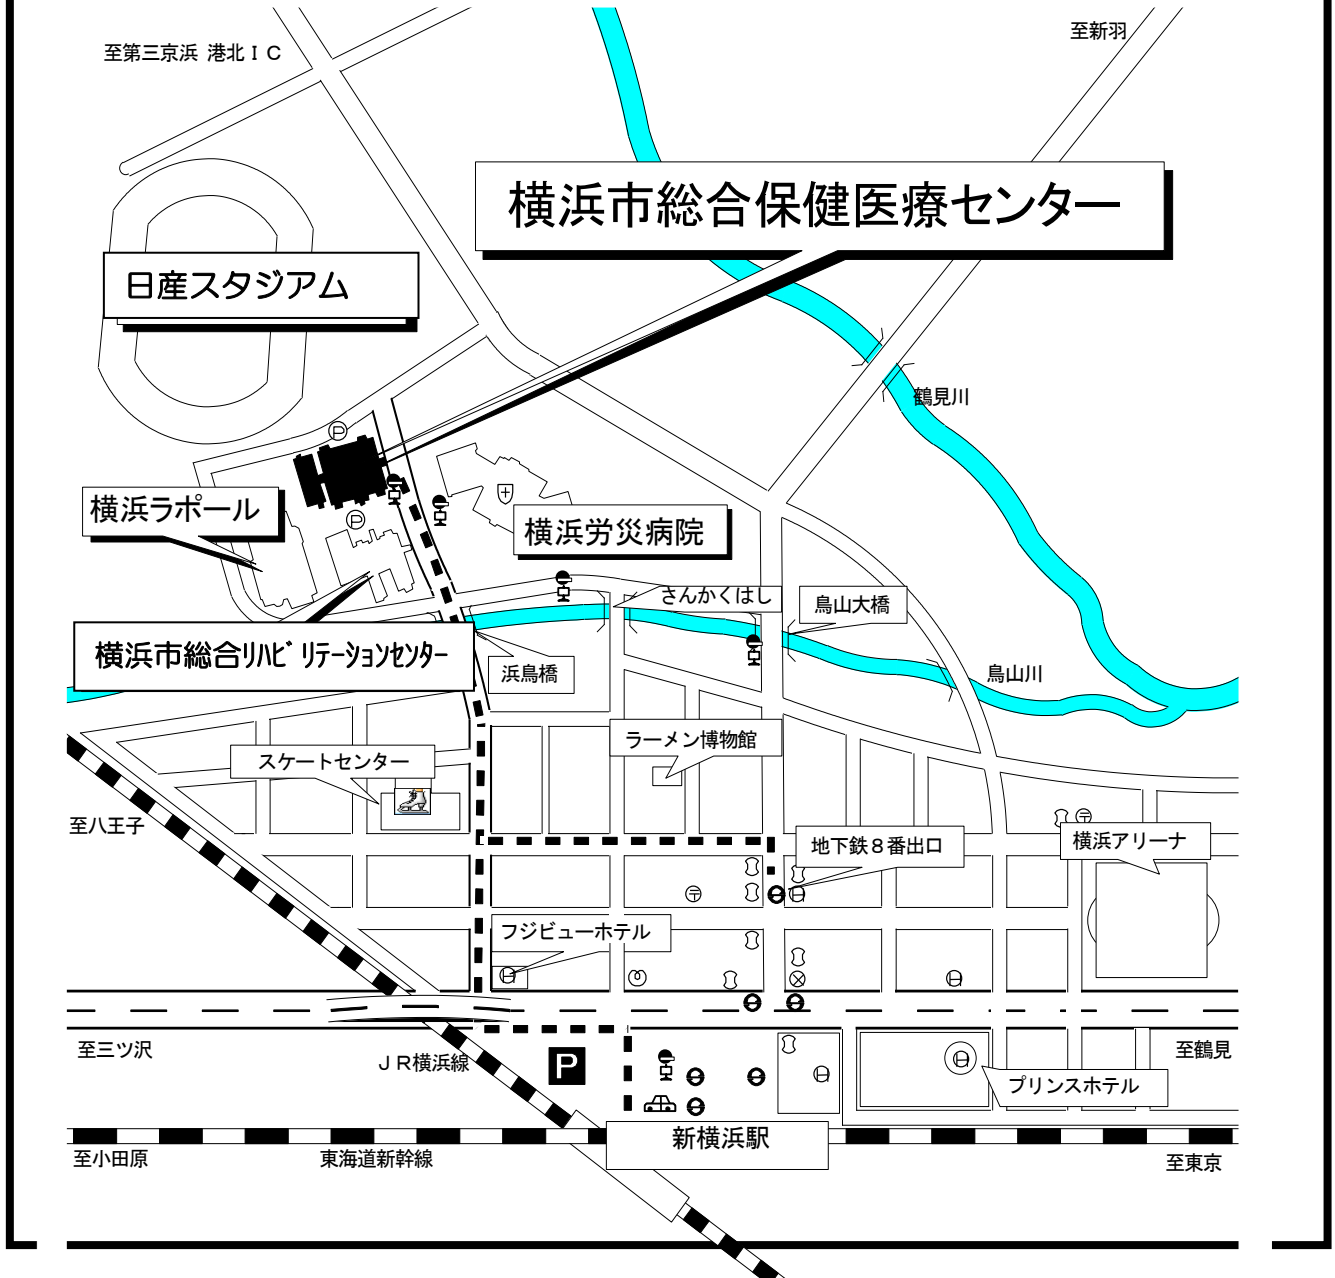 至新羽
至第三京浜 港北ＩＣ
横浜市総合保健医療センター
日産スタジアム
鶴見川
P
横浜ラポール
P
横浜労災病院
さんかくはし
鳥山大橋
横浜市総合リハビリテーションセンター
浜鳥橋
鳥山川
ラーメン博物館
スケートセンター
至八王子
地下鉄８番出口
横浜アリーナ
フジビューホテル
至三ツ沢
ＪＲ横浜線
P
至鶴見
プリンスホテル
新横浜駅
至小田原
東海道新幹線
至東京